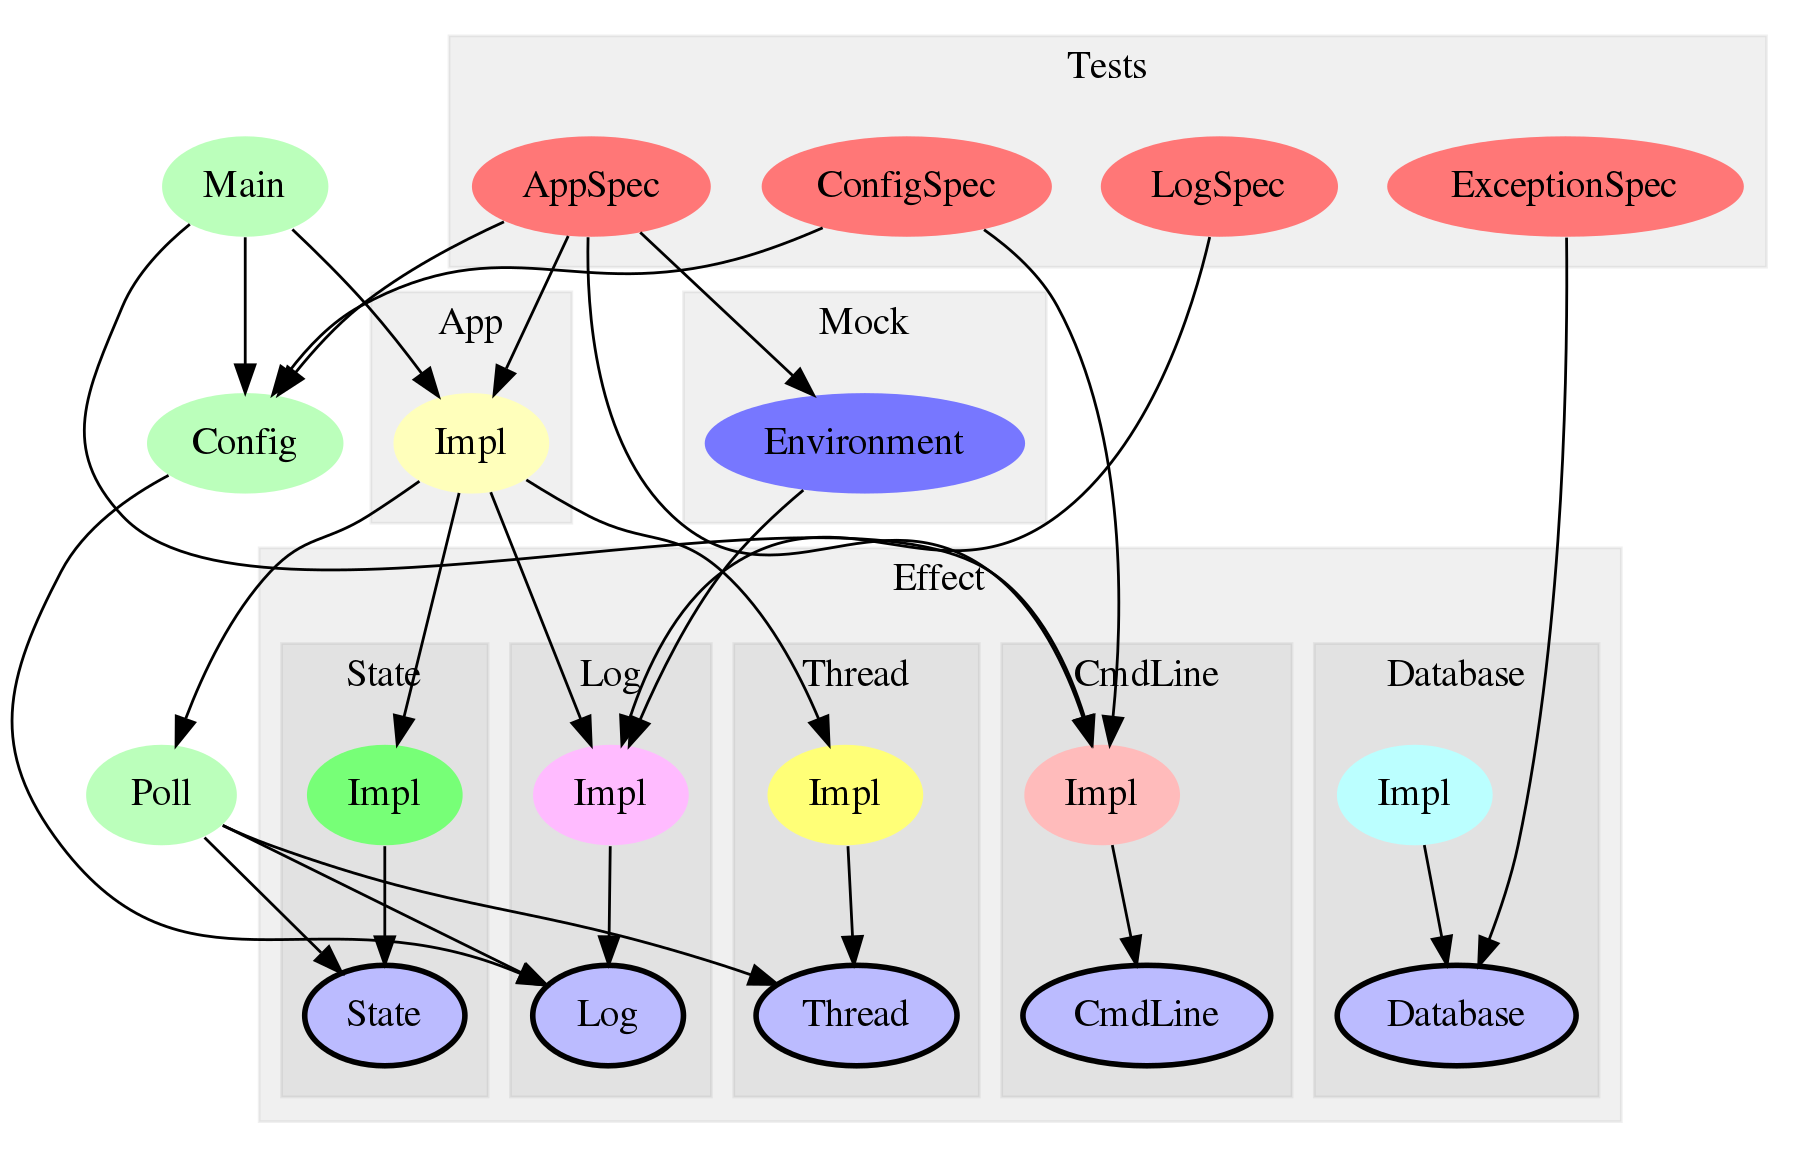 Tests
Main
AppSpec
ConfigSpec
LogSpec
ExceptionSpec
App
Mock
Config
Impl
Environment
Effect
State
Log
Thread
CmdLine
Database
Poll
Impl
Impl
Impl
Impl
Impl
State
Log
Thread
CmdLine
Database